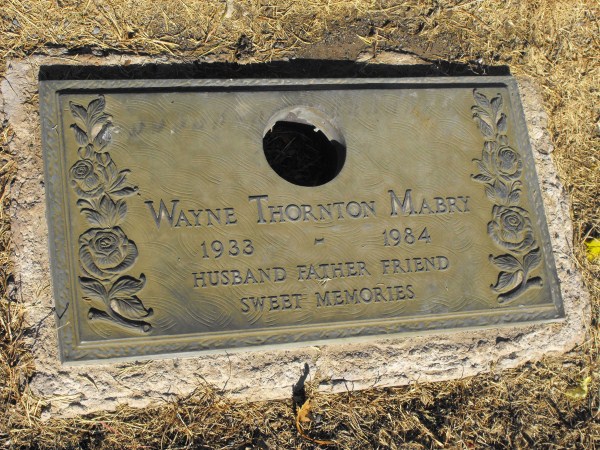 Wayne Thornton Mabry
1933 - 1984
HUSBAND FATHER FRIEND
SWEET MEMORIES